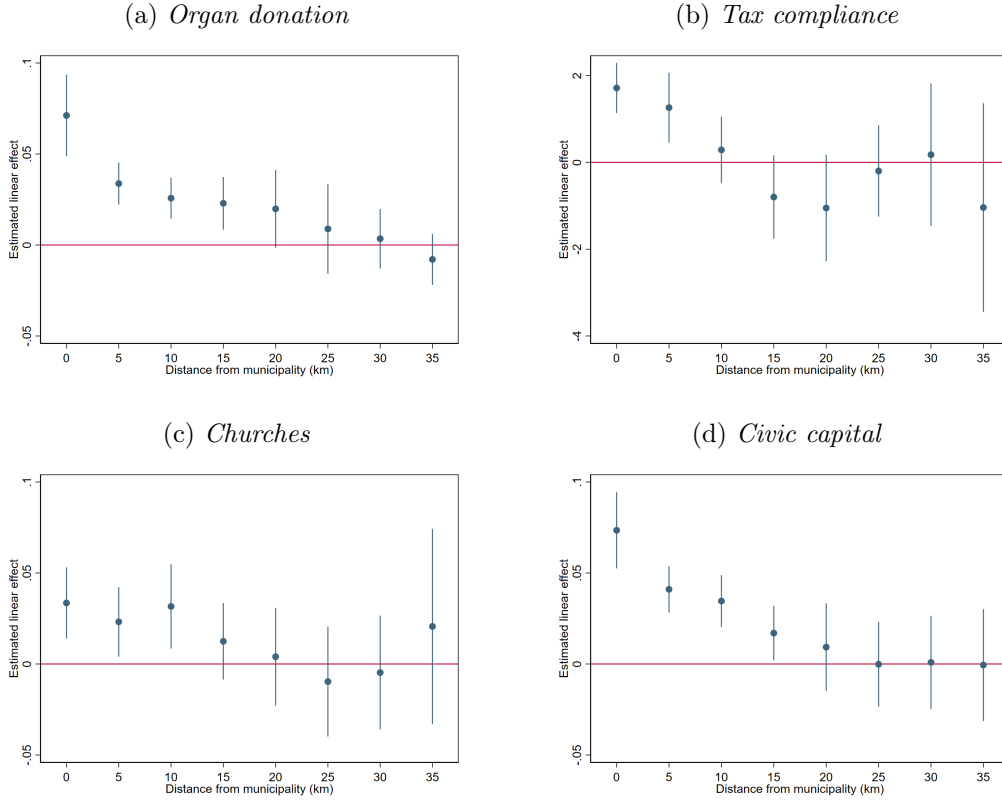 (a) Organ donation
.1
.05
0
-.05
Estimated linear effect
0 5 10 15 20 25 30 35
Distance from municipality (km)
(b) Tax compliance
2
0
-2
-4
Estimated linear effect
0 5 10 15 20 25 30 35
Distance from municipality (km)
(c) Churches
.1
.05
0
-.05
Estimated linear effect
0 5 10 15 20 25 30 35
Distance from municipality (km)
(d) Civic capital
.1
.05
0
-.05
Estimated linear effect
0 5 10 15 20 25 30 35
Distance from municipality (km)